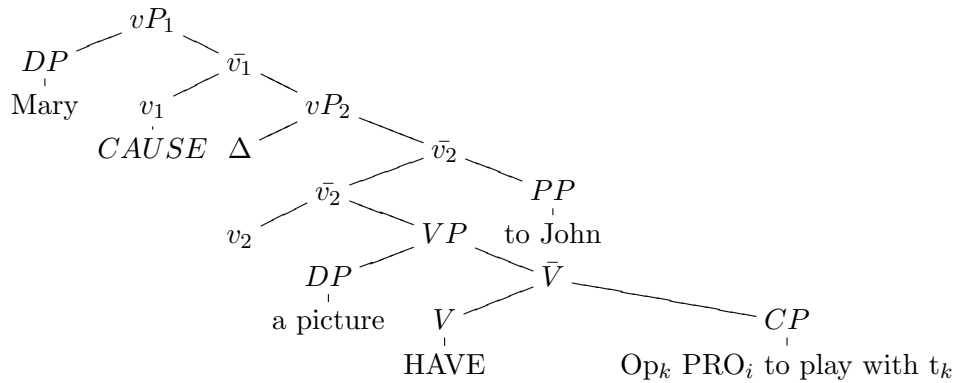 vP₁
DP v̄₁
Mary v₁ vP₂
CAUSE Δ v̄₂
v̄₂ PP
v₂ VP to John
DP V̄
a picture V CP
HAVE Opₖ PROᵢ to play with tₖ